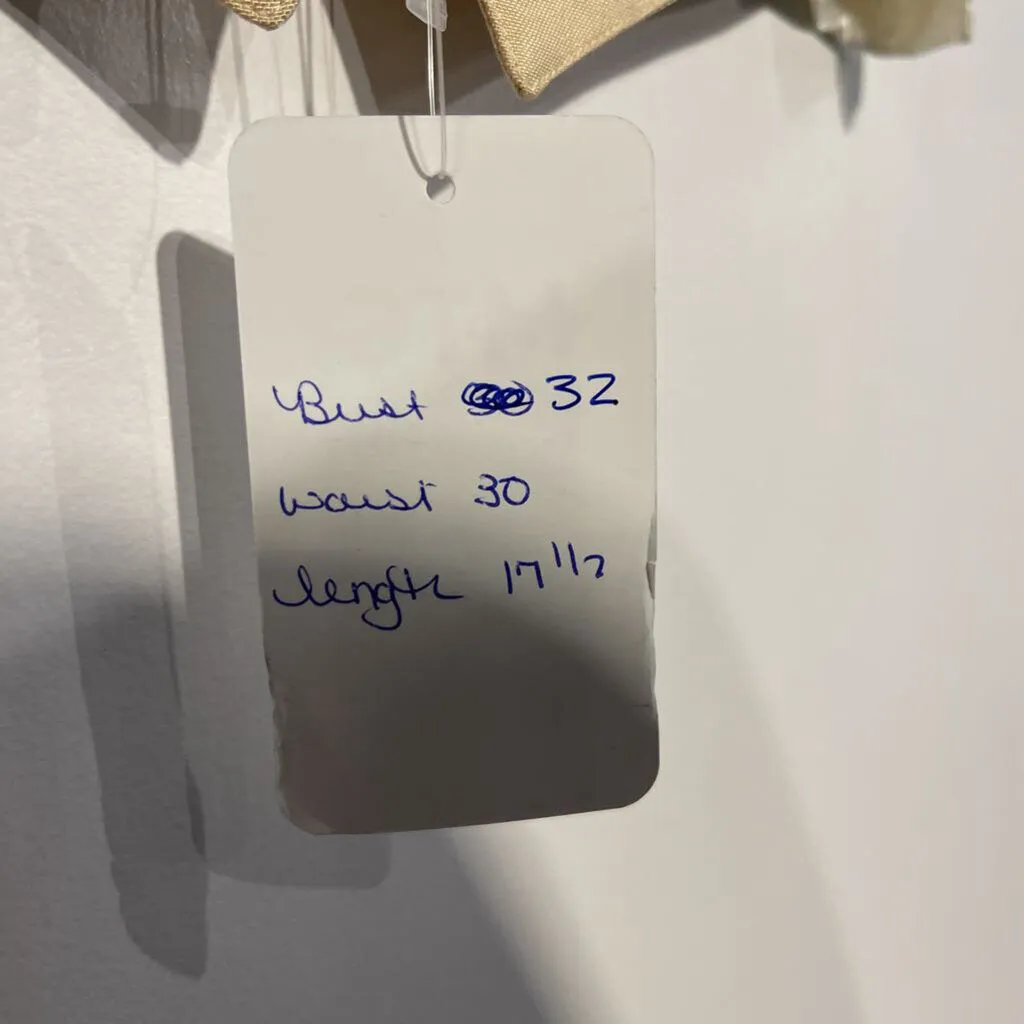 Bust 32
waist 30
length 17 1/2